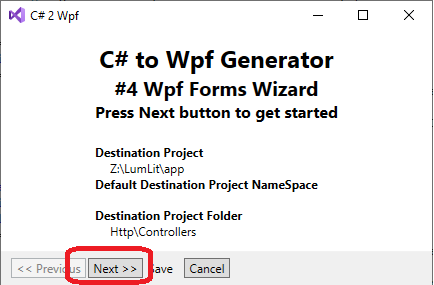 C# 2 Wpf
C# to Wpf Generator
#4 Wpf Forms Wizard
Press Next button to get started
Destination Project
Z:\LumLit\app
Default Destination Project NameSpace
Destination Project Folder
Http\Controllers
<< Previous Next >> Save Cancel